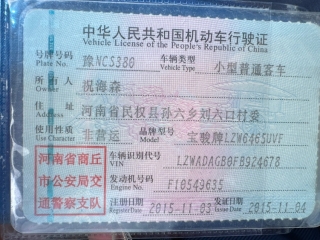 中华人民共和国机动车行驶证
Vehicle License of the People's Republic of China
号牌号码 豫NCS380 车辆类型 小型普通客车
Plate No. Vehicle Type
所有人 祝海森
Owner
住址 河南省民权县孙六乡刘六口村委
Address
使用性质 非营运 品牌型号 宝骏牌LZW6465UVF
Use Character Model
河南省商丘
市公安局交
通警察支队
车辆识别代号 LZWADAGB0FB924678
VIN
发动机号码 F10549635
Engine No.
注册日期 2015-11-03 发证日期 2015-11-04
Register Date Issue Date